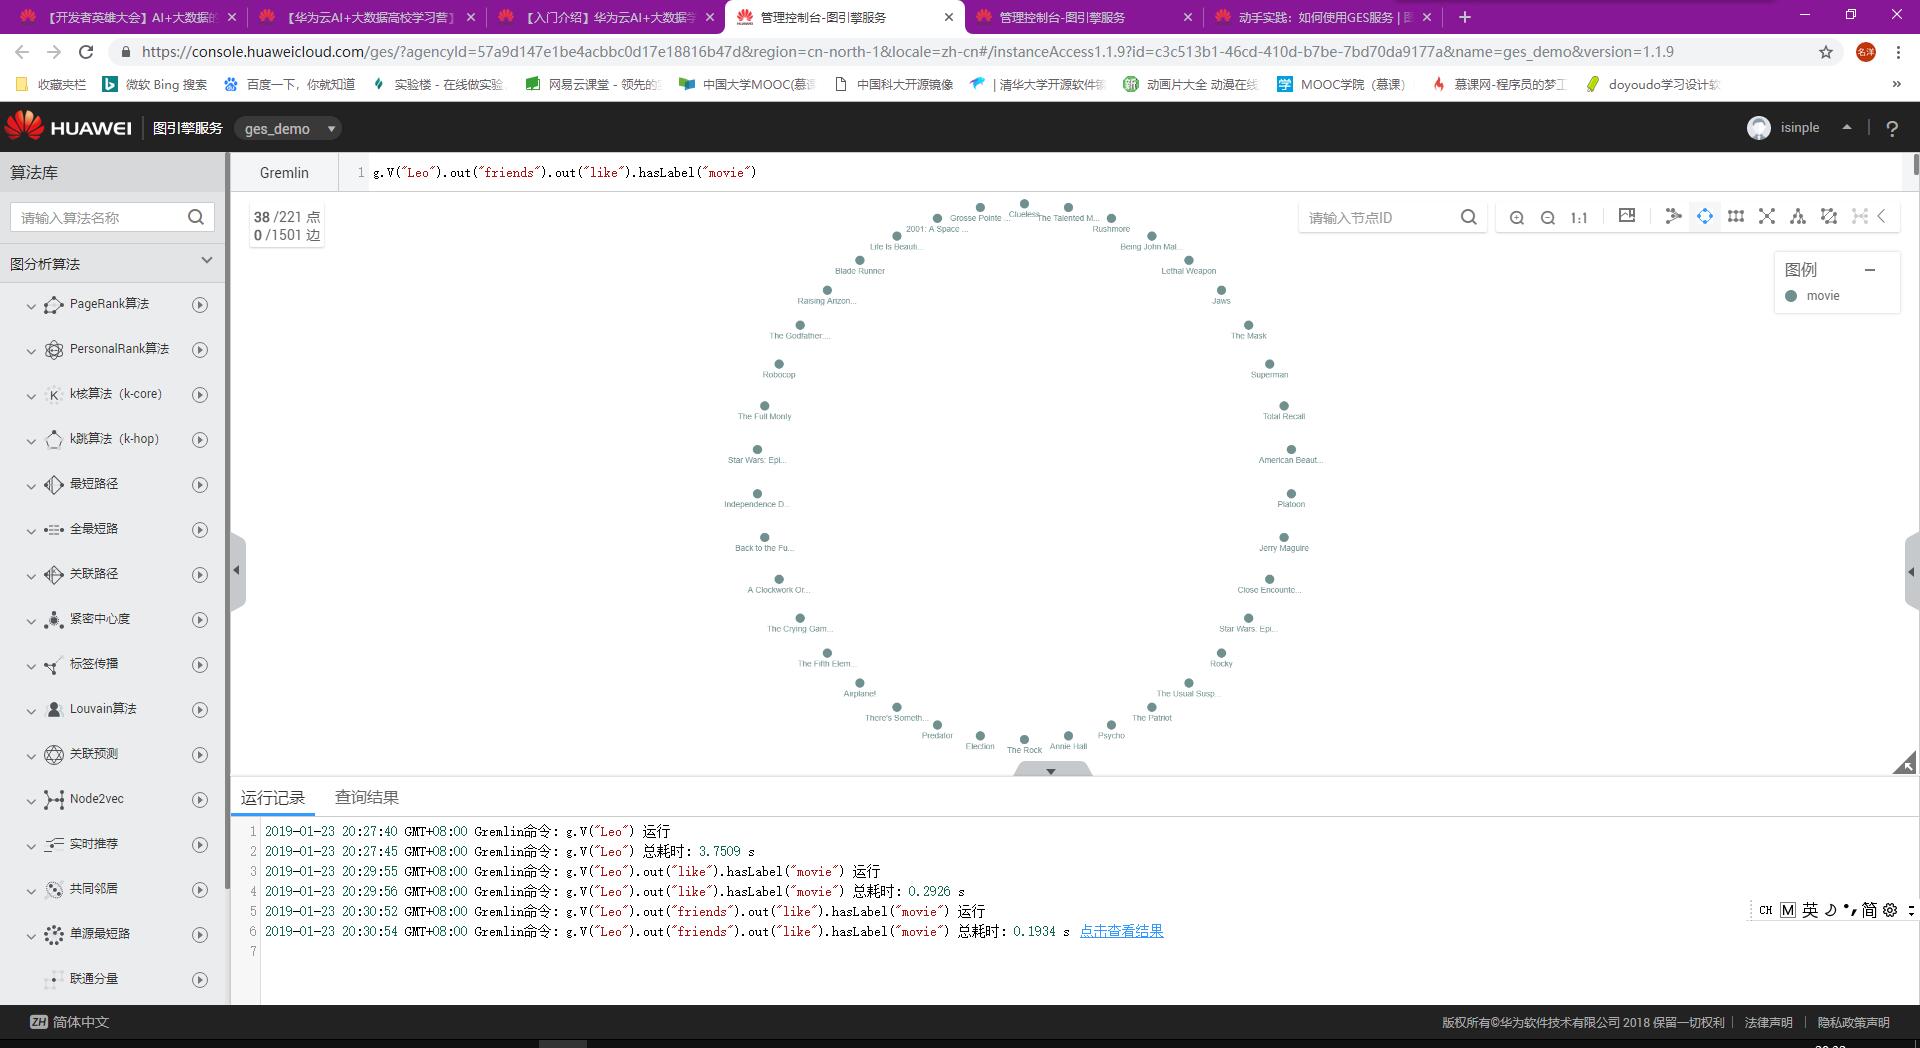 【开发者英雄大会】AI+大数据的
【华为云AI+大数据高校学习营】
【入门介绍】华为云AI+大数据学
管理控制台-图引擎服务
管理控制台-图引擎服务
动手实践：如何使用GES服务 | 图
https://console.huaweicloud.com/ges/?agencyId=57a9d147e1be4acbbc0d17e18816b47d&region=cn-north-1&locale=zh-cn#/instanceAccess1.1.9?id=c3c513b1-46cd-410d-b7be-7bd70da9177a&name=ges_demo&version=1.1.9
名洋
收藏夹栏
微软 Bing 搜索
百度一下，你就知道
实验楼 - 在线做实验
网易云课堂 - 领先的
中国大学MOOC(慕
中国科大开源镜像
| 清华大学开源软件
动画片大全 动漫在线
MOOC学院（慕课）
慕课网-程序员的梦工
doyoudo学习设计软
HUAWEI
图引擎服务
ges_demo
isinple
?
算法库
请输入算法名称
图分析算法
PageRank算法
PersonalRank算法
k核算法（k-core）
k跳算法（k-hop）
最短路径
全最短路
关联路径
紧密中心度
标签传播
Louvain算法
关联预测
Node2vec
实时推荐
共同邻居
单源最短路
联通分量
Gremlin
1 g.V("Leo").out("friends").out("like").hasLabel("movie")
38 /221 点
0 /1501 边
请输入节点ID
1:1
图例
movie
Clueless
Grosse Pointe ...
The Talented M...
2001: A Space ...
Rushmore
Life Is Beauti...
Being John Mal...
Blade Runner
Lethal Weapon
Raising Arizon...
Jaws
The Godfather:...
The Mask
Robocop
Superman
The Full Monty
Total Recall
Star Wars: Epi...
American Beaut...
Independence D...
Platoon
Back to the Fu...
Jerry Maguire
A Clockwork Or...
Close Encounte...
The Crying Gam...
Star Wars: Epi...
The Fifth Elem...
Rocky
Airplane!
The Usual Susp...
There's Someth...
The Patriot
Predator
Psycho
Election
Annie Hall
The Rock
运行记录
查询结果
1 2019-01-23 20:27:40 GMT+08:00 Gremlin命令: g.V("Leo") 运行
2 2019-01-23 20:27:45 GMT+08:00 Gremlin命令: g.V("Leo") 总耗时: 3.7509 s
3 2019-01-23 20:29:55 GMT+08:00 Gremlin命令: g.V("Leo").out("like").hasLabel("movie") 运行
4 2019-01-23 20:29:56 GMT+08:00 Gremlin命令: g.V("Leo").out("like").hasLabel("movie") 总耗时: 0.2926 s
5 2019-01-23 20:30:52 GMT+08:00 Gremlin命令: g.V("Leo").out("friends").out("like").hasLabel("movie") 运行
6 2019-01-23 20:30:54 GMT+08:00 Gremlin命令: g.V("Leo").out("friends").out("like").hasLabel("movie") 总耗时: 0.1934 s 点击查看结果
7
CH M 英 简
ZH 简体中文
版权所有©华为软件技术有限公司 2018 保留一切权利 | 法律声明 | 隐私政策声明